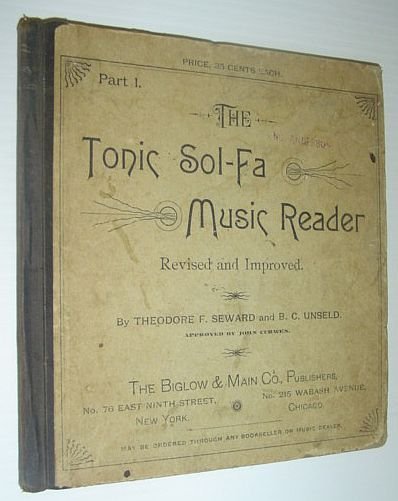 PRICE, 35 CENTS EACH.
Part I.
THE
TONIC SOL-FA
MUSIC READER
Revised and Improved.
By THEODORE F. SEWARD and B. C. UNSELD.
APPROVED BY JOHN CURWEN.
THE BIGLOW & MAIN CO., PUBLISHERS,
No. 76 EAST NINTH STREET,
NEW YORK.
No. 215 WABASH AVENUE,
CHICAGO.
MAY BE ORDERED THROUGH ANY BOOKSELLER OR MUSIC DEALER.